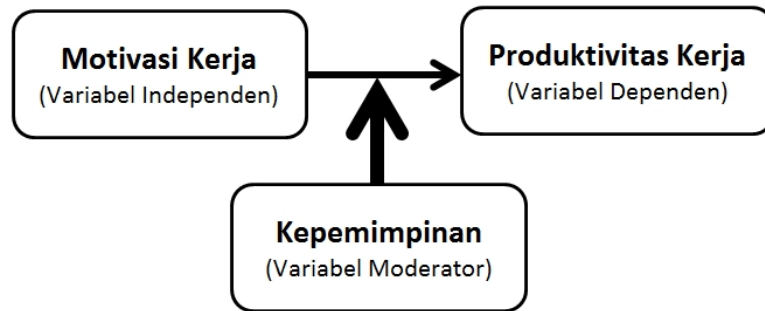 Motivasi Kerja
(Variabel Independen)
Produktivitas Kerja
(Variabel Dependen)
Kepemimpinan
(Variabel Moderator)